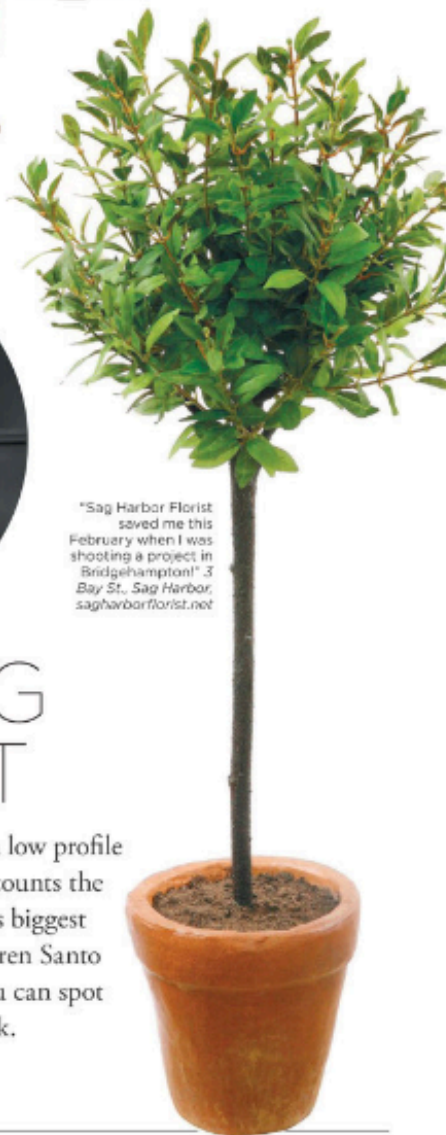 "Sag Harbor Florist
saved me this
February when I was
shooting a project in
Bridgehampton!" 3
Bay St., Sag Harbor,
sagharborflorist.net
G
T
low profile
ounts the
s biggest
ren Santo
u can spot
k.